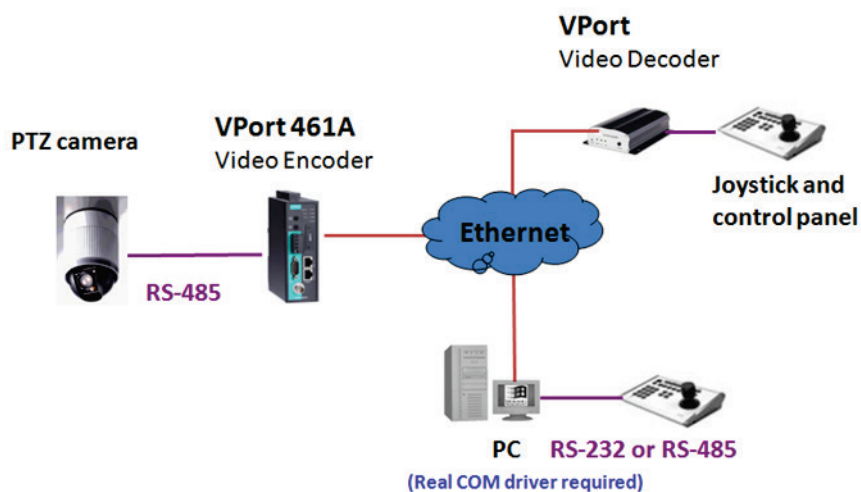 VPort
Video Decoder
PTZ camera
VPort 461A
Video Encoder
Joystick and
control panel
Ethernet
RS-485
PC
RS-232 or RS-485
(Real COM driver required)